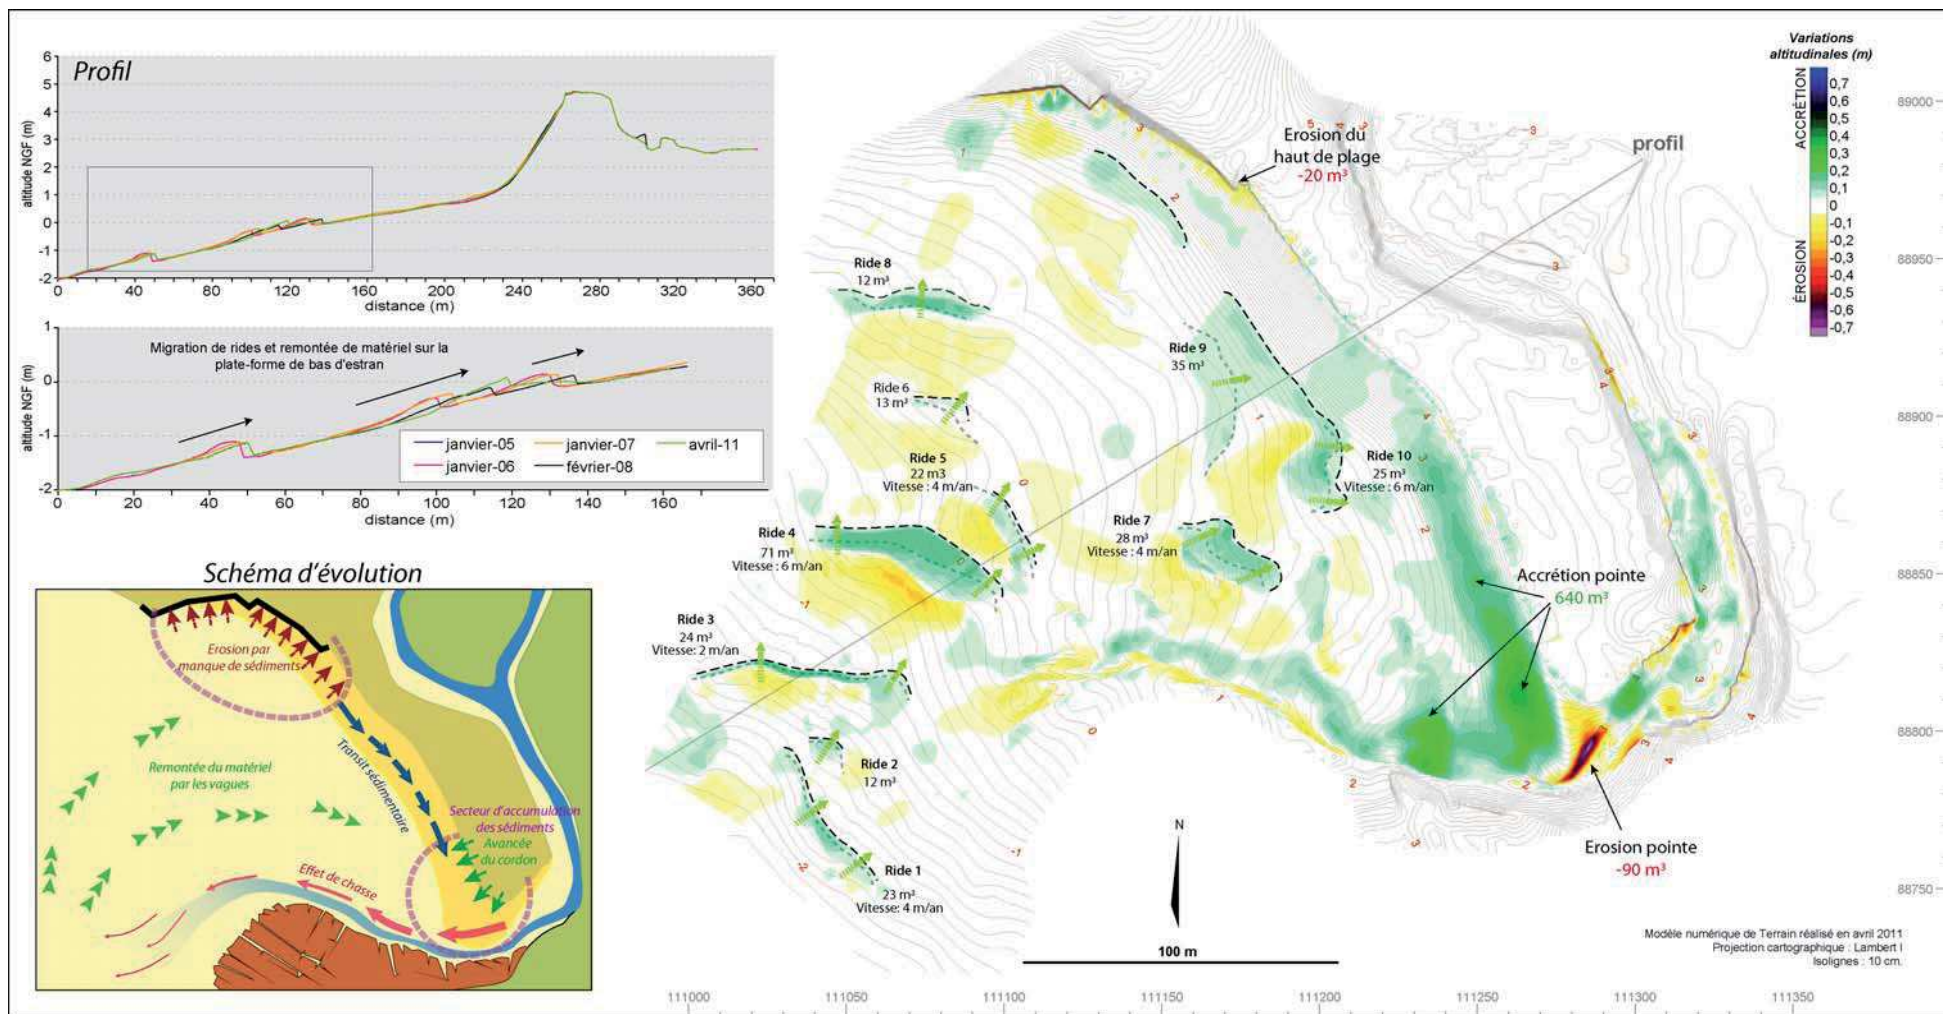 Profil
6
5
4
3
2
1
0
-1
-2
altitude NGF (m)
0
40
80
120
160
200
240
280
320
360
distance (m)
1
0
-1
-2
altitude NGF (m)
Migration de rides et remontée de matériel sur la
plate-forme de bas d'estran
janvier-05
janvier-07
avril-11
janvier-06
février-08
0
20
40
60
80
100
120
140
160
distance (m)
Schéma d'évolution
Erosion par
manque de sédiments
Transit sédimentaire
Remontée du matériel
par les vagues
Secteur d'accumulation
des sédiments
Avancée
du cordon
Effet de chasse
Variations
altitudinales (m)
ACCRÉTION
ÉROSION
0,7
0,6
0,5
0,4
0,3
0,2
0,1
0
-0,1
-0,2
-0,3
-0,4
-0,5
-0,6
-0,7
89000
88950
88900
88850
88800
88750
profil
Erosion du
haut de plage
-20 m³
Ride 8
12 m³
Ride 9
35 m³
Ride 6
13 m³
Ride 5
22 m3
Vitesse : 4 m/an
Ride 10
25 m³
Vitesse : 6 m/an
Ride 4
71 m³
Vitesse : 6 m/an
Ride 7
28 m³
Vitesse : 4 m/an
Accrétion pointe
640 m³
Ride 3
24 m³
Vitesse: 2 m/an
Ride 2
12 m³
Ride 1
23 m³
Vitesse: 4 m/an
Erosion pointe
-90 m³
N
100 m
Modèle numérique de Terrain réalisé en avril 2011
Projection cartographique : Lambert I
Isolignes : 10 cm.
111000
111050
111100
111150
111200
111250
111300
111350